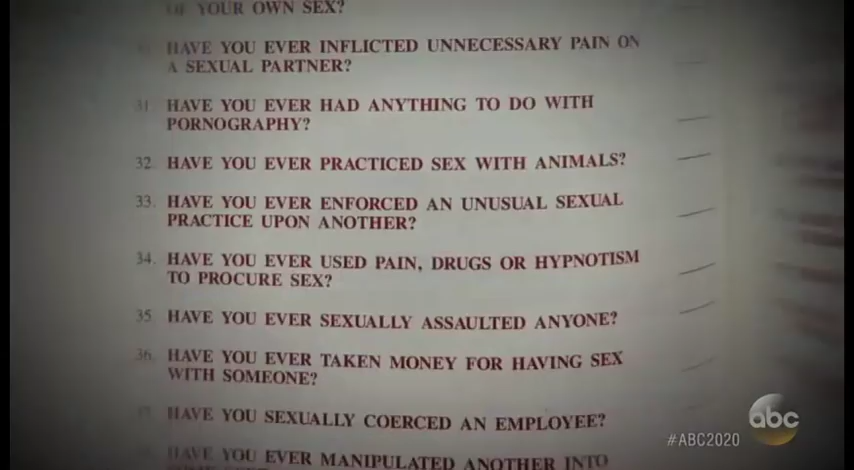 OF YOUR OWN SEX?
HAVE YOU EVER INFLICTED UNNECESSARY PAIN ON
A SEXUAL PARTNER?
31. HAVE YOU EVER HAD ANYTHING TO DO WITH
PORNOGRAPHY?
32. HAVE YOU EVER PRACTICED SEX WITH ANIMALS?
33. HAVE YOU EVER ENFORCED AN UNUSUAL SEXUAL
PRACTICE UPON ANOTHER?
34. HAVE YOU EVER USED PAIN, DRUGS OR HYPNOTISM
TO PROCURE SEX?
35. HAVE YOU EVER SEXUALLY ASSAULTED ANYONE?
36. HAVE YOU EVER TAKEN MONEY FOR HAVING SEX
WITH SOMEONE?
HAVE YOU SEXUALLY COERCED AN EMPLOYEE?
HAVE YOU EVER MANIPULATED ANOTHER INTO
#ABC2020
abc